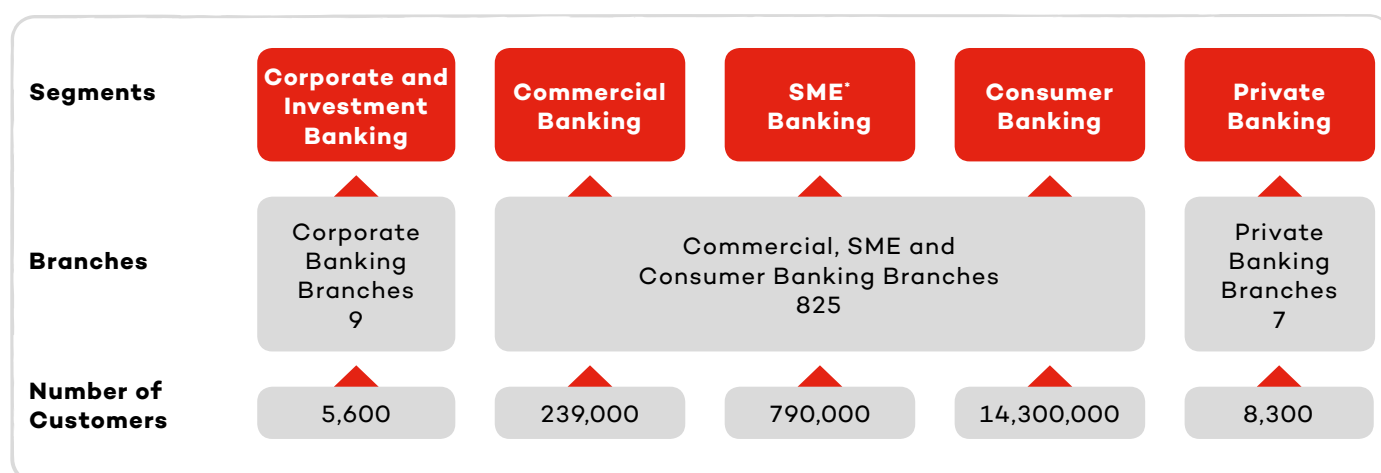 Segments
Corporate and
Investment
Banking
Commercial
Banking
SME*
Banking
Consumer
Banking
Private
Banking
Branches
Corporate
Banking
Branches
9
Commercial, SME and
Consumer Banking Branches
825
Private
Banking
Branches
7
Number of
Customers
5,600
239,000
790,000
14,300,000
8,300